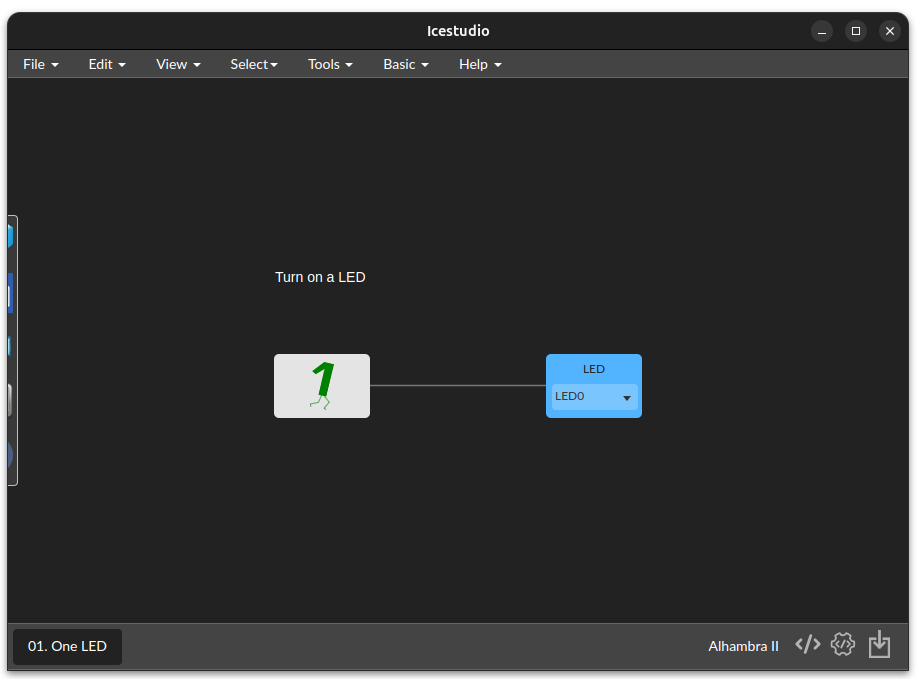 Icestudio
File Edit View Select Tools Basic Help
Turn on a LED
1
LED
LED0
01. One LED
Alhambra II </>